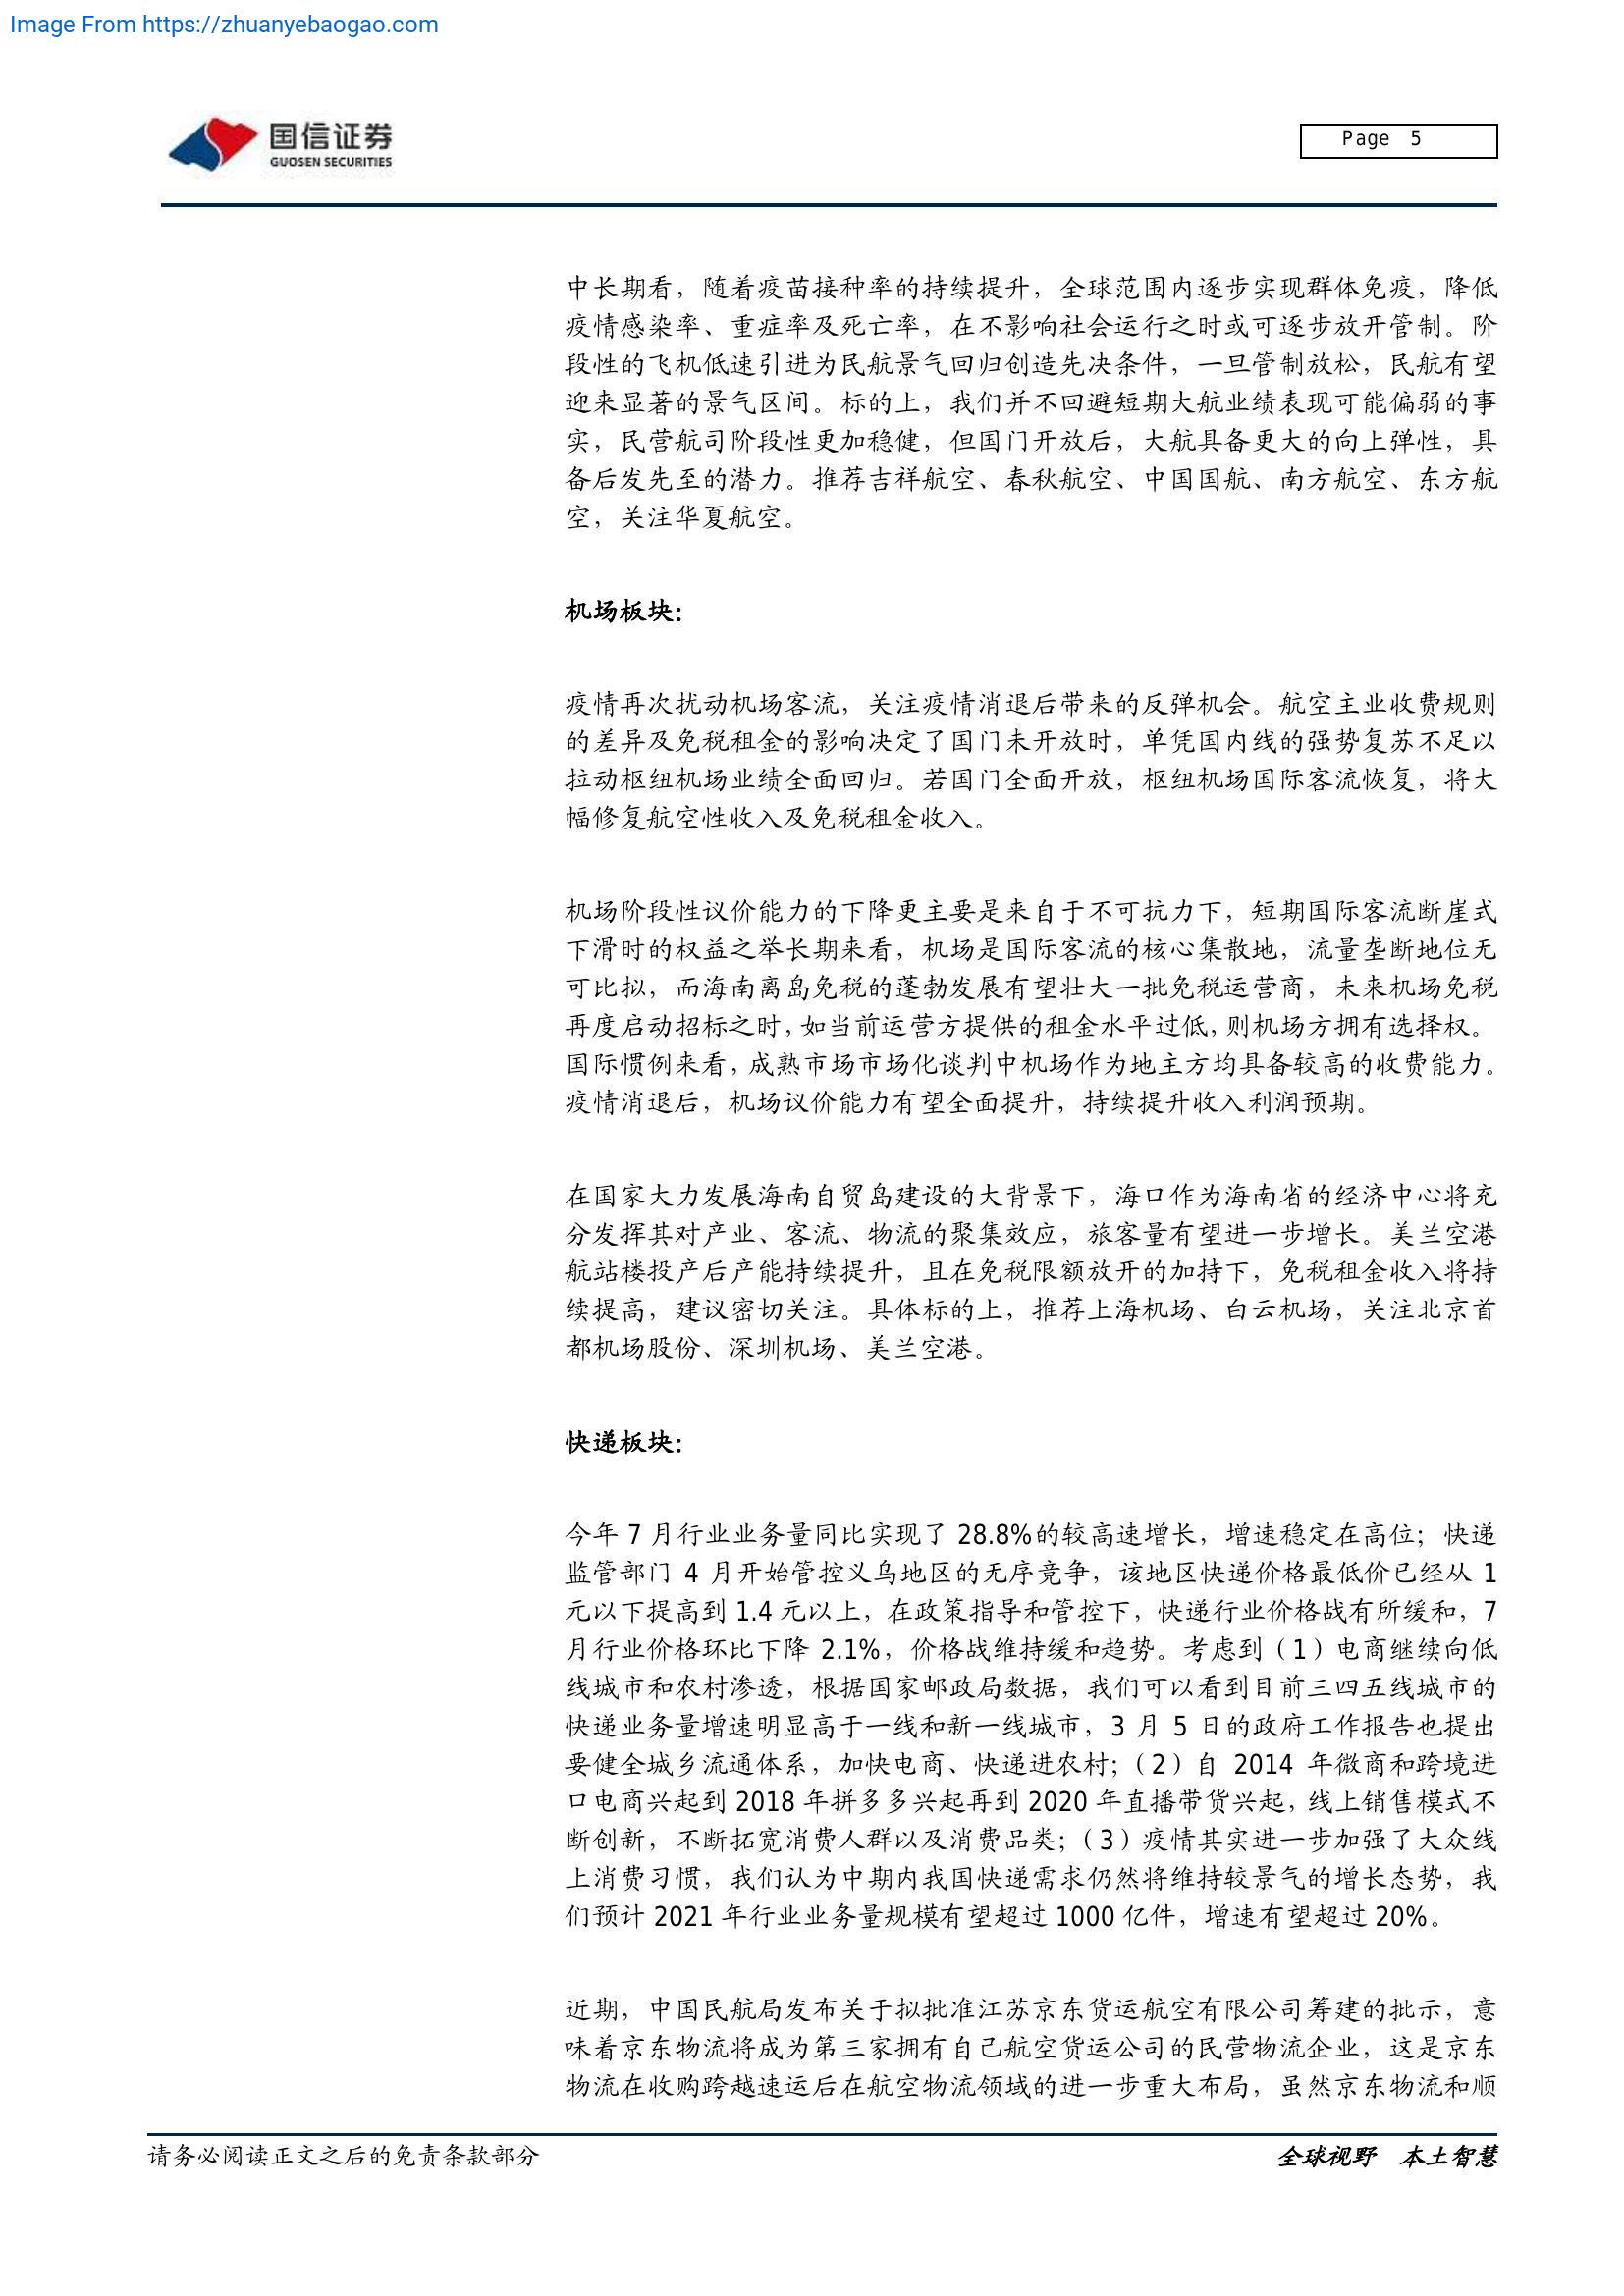 Image From https://zhuanyebaogao.com
国信证券
GUOSEN SECURITIES
Page 5
中长期看，随着疫苗接种率的持续提升，全球范围内逐步实现群体免疫，降低
疫情感染率、重症率及死亡率，在不影响社会运行之时或可逐步放开管制。阶
段性的飞机低速引进为民航景气回归创造先决条件，一旦管制放松，民航有望
迎来显著的景气区间。标的上，我们并不回避短期大航业绩表现可能偏弱的事
实，民营航司阶段性更加稳健，但国门开放后，大航具备更大的向上弹性，具
备后发先至的潜力。推荐吉祥航空、春秋航空、中国国航、南方航空、东方航
空，关注华夏航空。
机场板块：
疫情再次扰动机场客流，关注疫情消退后带来的反弹机会。航空主业收费规则
的差异及免税租金的影响决定了国门未开放时，单凭国内线的强势复苏不足以
拉动枢纽机场业绩全面回归。若国门全面开放，枢纽机场国际客流恢复，将大
幅修复航空性收入及免税租金收入。
机场阶段性议价能力的下降更主要是来自于不可抗力下，短期国际客流断崖式
下滑时的权益之举长期来看，机场是国际客流的核心集散地，流量垄断地位无
可比拟，而海南离岛免税的蓬勃发展有望壮大一批免税运营商，未来机场免税
再度启动招标之时，如当前运营方提供的租金水平过低，则机场方拥有选择权。
国际惯例来看，成熟市场市场化谈判中机场作为地主方均具备较高的收费能力。
疫情消退后，机场议价能力有望全面提升，持续提升收入利润预期。
在国家大力发展海南自贸岛建设的大背景下，海口作为海南省的经济中心将充
分发挥其对产业、客流、物流的聚集效应，旅客量有望进一步增长。美兰空港
航站楼投产后产能持续提升，且在免税限额放开的加持下，免税租金收入将持
续提高，建议密切关注。具体标的上，推荐上海机场、白云机场，关注北京首
都机场股份、深圳机场、美兰空港。
快递板块：
今年 7 月行业业务量同比实现了 28.8%的较高速增长，增速稳定在高位；快递
监管部门 4 月开始管控义乌地区的无序竞争，该地区快递价格最低价已经从 1
元以下提高到 1.4 元以上，在政策指导和管控下，快递行业价格战有所缓和，7
月行业价格环比下降 2.1%，价格战维持缓和趋势。考虑到（1）电商继续向低
线城市和农村渗透，根据国家邮政局数据，我们可以看到目前三四五线城市的
快递业务量增速明显高于一线和新一线城市，3 月 5 日的政府工作报告也提出
要健全城乡流通体系，加快电商、快递进农村；（2）自 2014 年微商和跨境进
口电商兴起到 2018 年拼多多兴起再到 2020 年直播带货兴起，线上销售模式不
断创新，不断拓宽消费人群以及消费品类；（3）疫情其实进一步加强了大众线
上消费习惯，我们认为中期内我国快递需求仍然将维持较景气的增长态势，我
们预计 2021 年行业业务量规模有望超过 1000 亿件，增速有望超过 20%。
近期，中国民航局发布关于拟批准江苏京东货运航空有限公司筹建的批示，意
味着京东物流将成为第三家拥有自己航空货运公司的民营物流企业，这是京东
物流在收购跨越速运后在航空物流领域的进一步重大布局，虽然京东物流和顺
请务必阅读正文之后的免责条款部分
全球视野 本土智慧